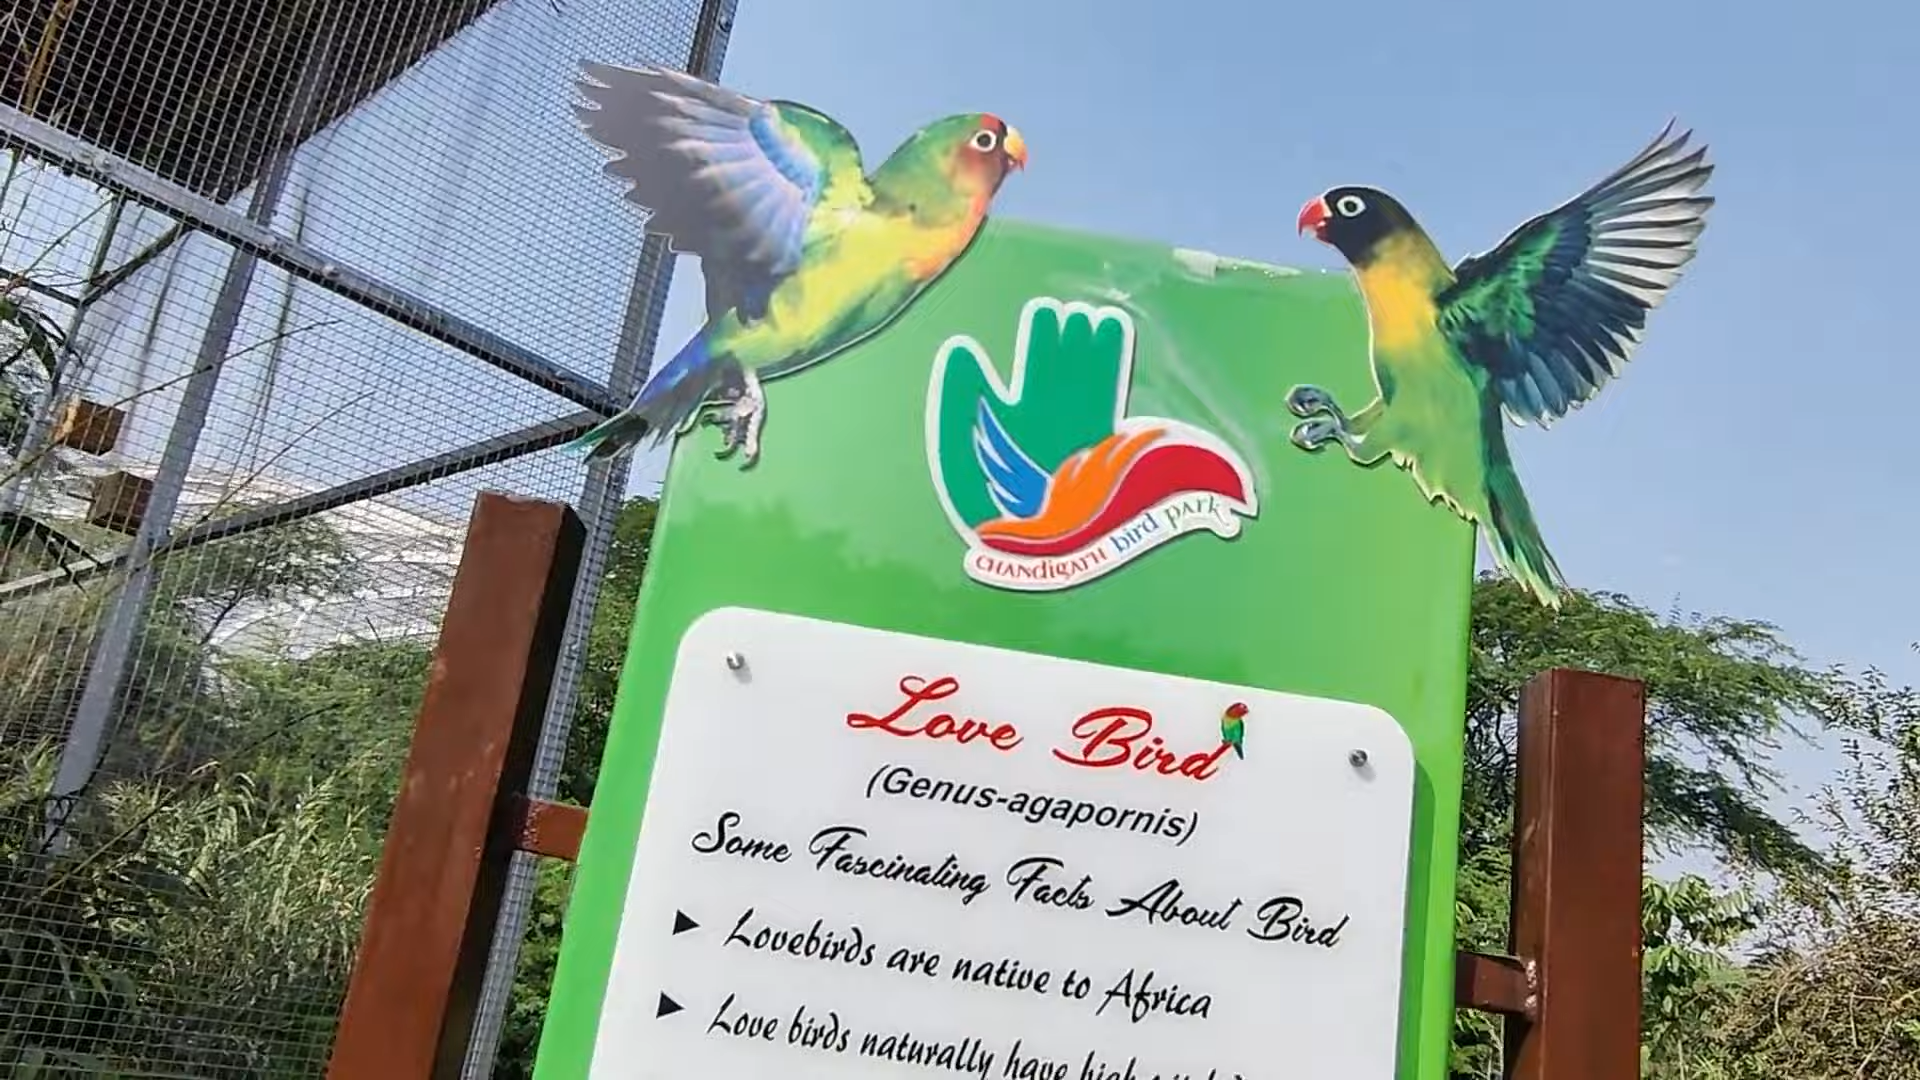 CHANdigARH bird park
Love Bird
(Genus-agapornis)
Some Fascinating Facts About Bird
Lovebirds are native to Africa
Love birds naturally have high